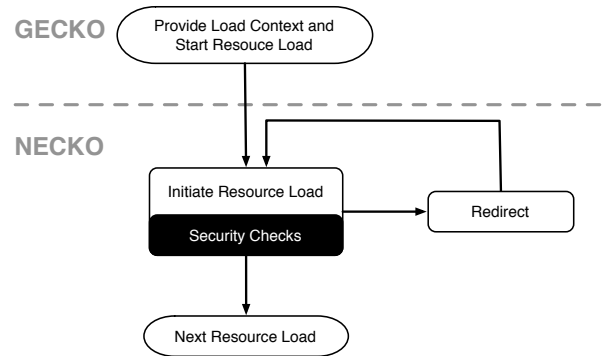 GECKO
Provide Load Context and
Start Resouce Load
NECKO
Initiate Resource Load
Security Checks
Redirect
Next Resource Load